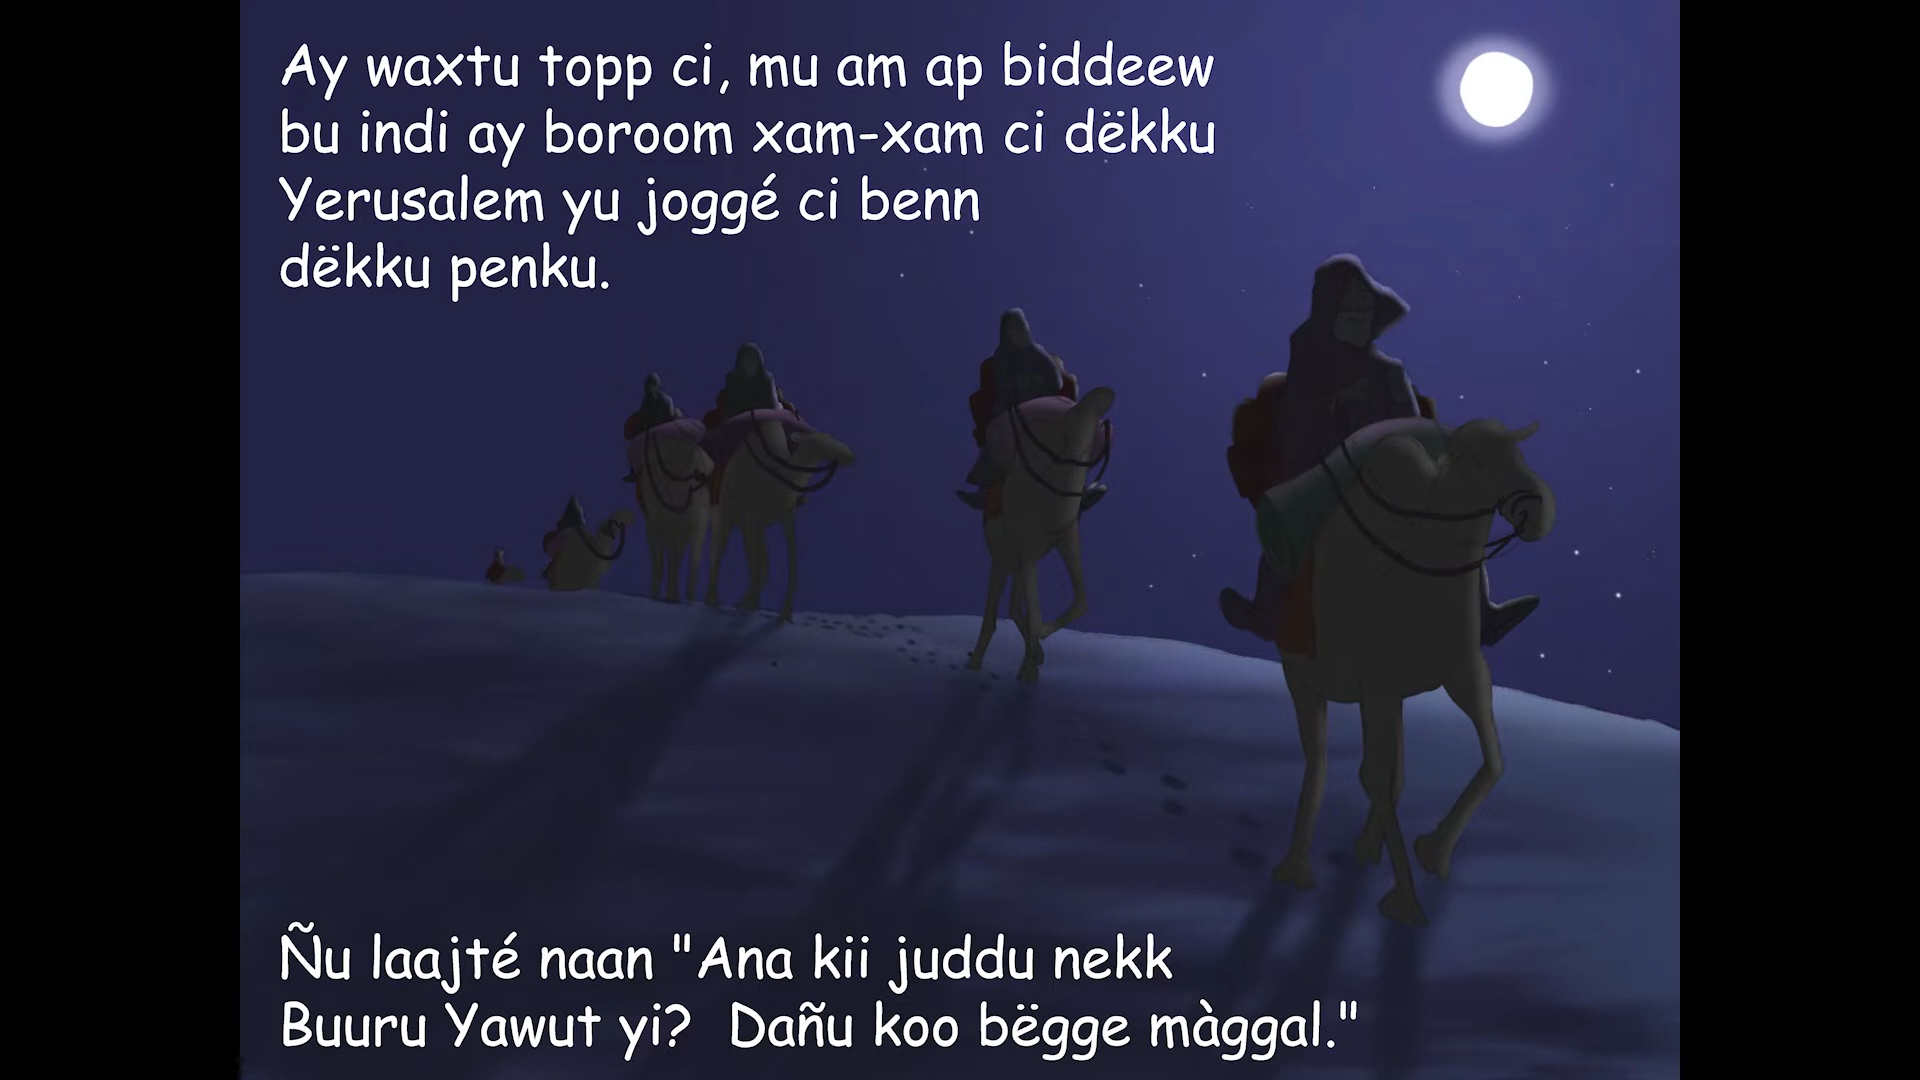 Ay waxtu topp ci, mu am ap biddeew
bu indi ay boroom xam-xam ci dëkku
Yerusalem yu joggé ci benn
dëkku penku.
Ñu laajté naan "Ana kii juddu nekk
Buuru Yawut yi?  Dañu koo bëgge màggal."